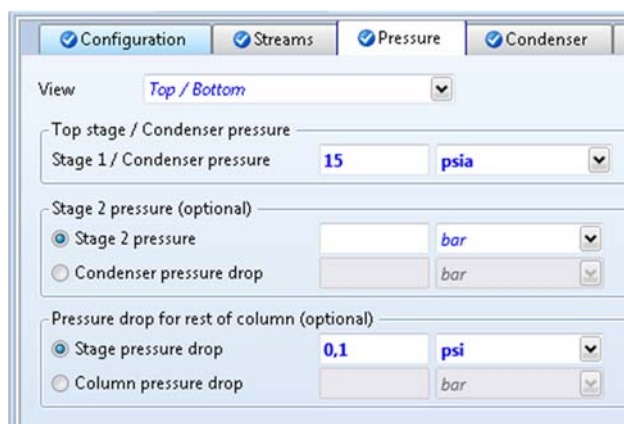 Configuration Streams Pressure Condenser
View Top / Bottom
Top stage / Condenser pressure
Stage 1 / Condenser pressure 15 psia
Stage 2 pressure (optional)
Stage 2 pressure bar
Condenser pressure drop bar
Pressure drop for rest of column (optional)
Stage pressure drop 0,1 psi
Column pressure drop bar